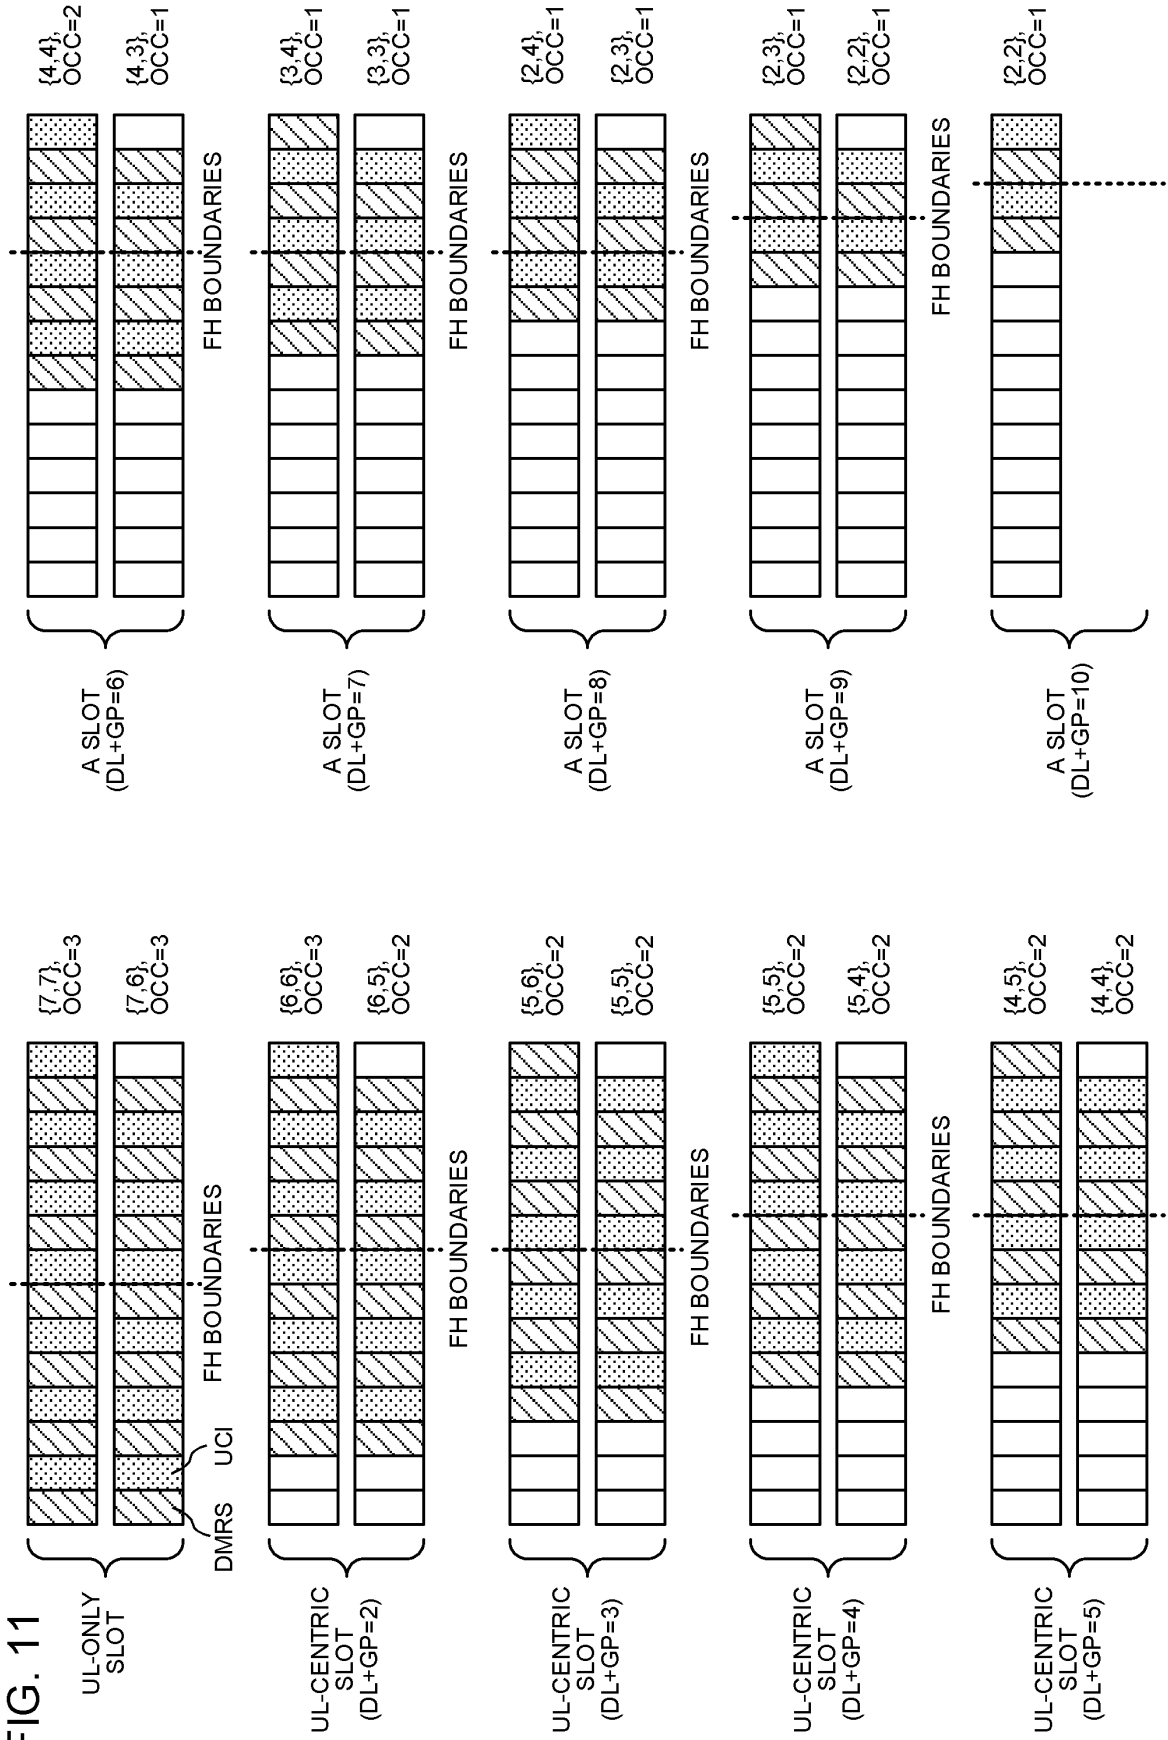 FIG. 11
UL-ONLY
SLOT
DMRS
UCI
FH BOUNDARIES
{7,7},
OCC=3
{7,6},
OCC=3
UL-CENTRIC
SLOT
(DL+GP=2)
FH BOUNDARIES
{6,6},
OCC=3
{6,5},
OCC=2
UL-CENTRIC
SLOT
(DL+GP=3)
FH BOUNDARIES
{5,6},
OCC=2
{5,5},
OCC=2
UL-CENTRIC
SLOT
(DL+GP=4)
FH BOUNDARIES
{5,5},
OCC=2
{5,4},
OCC=2
UL-CENTRIC
SLOT
(DL+GP=5)
{4,5},
OCC=2
{4,4},
OCC=2
A SLOT
(DL+GP=6)
FH BOUNDARIES
{4,4},
OCC=2
{4,3},
OCC=1
A SLOT
(DL+GP=7)
FH BOUNDARIES
{3,4},
OCC=1
{3,3},
OCC=1
A SLOT
(DL+GP=8)
FH BOUNDARIES
{2,4},
OCC=1
{2,3},
OCC=1
A SLOT
(DL+GP=9)
FH BOUNDARIES
{2,3},
OCC=1
{2,2},
OCC=1
A SLOT
(DL+GP=10)
{2,2},
OCC=1